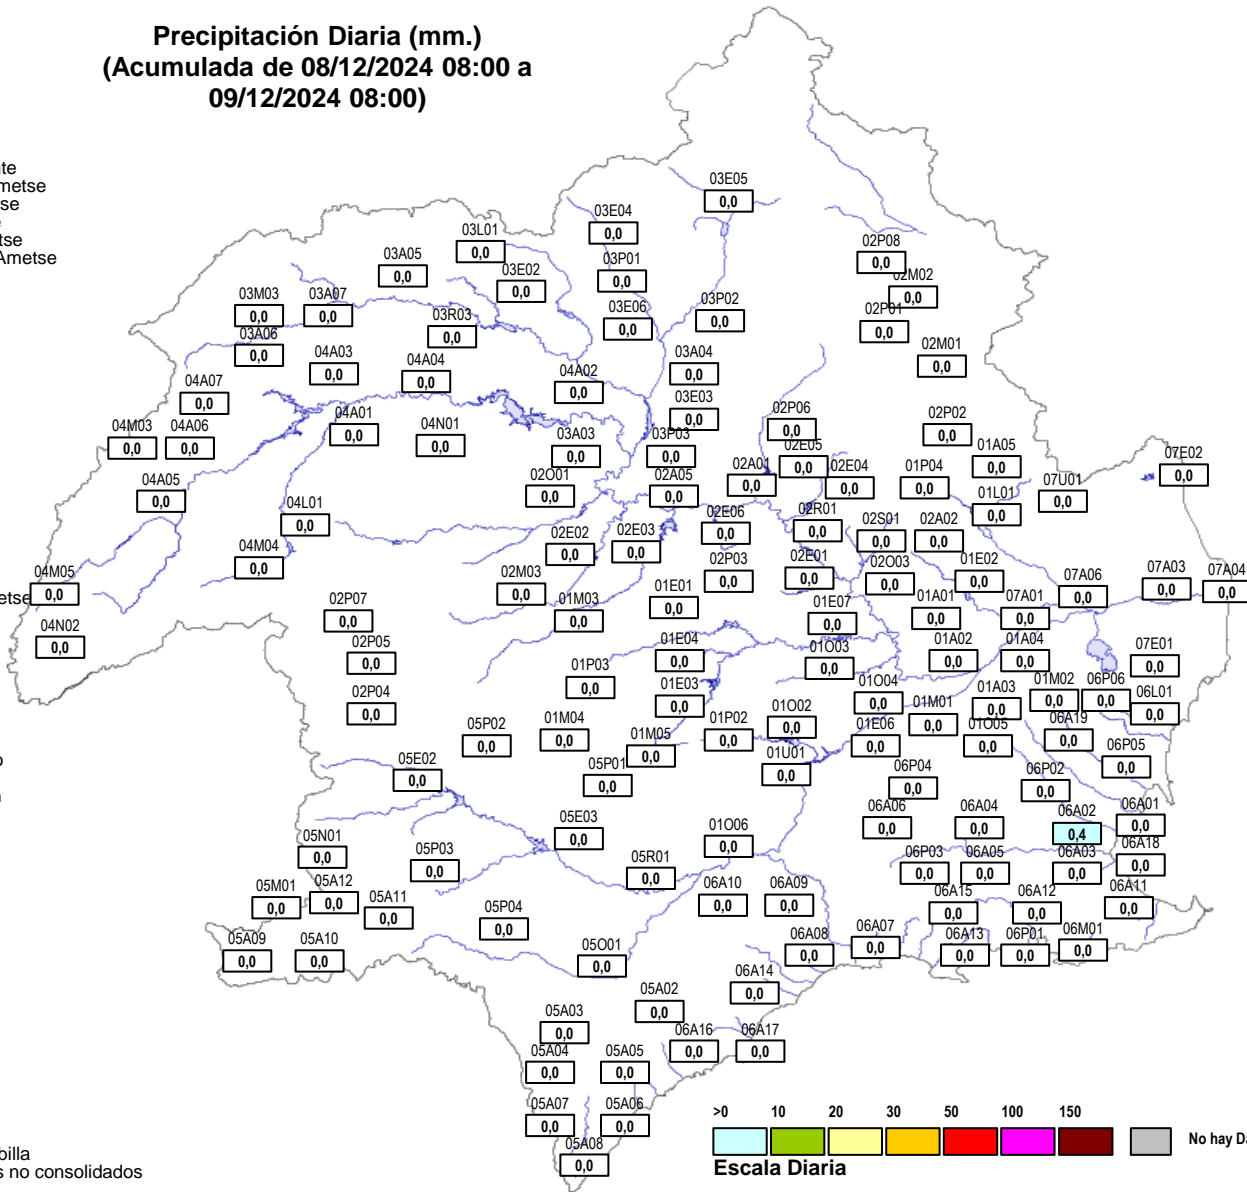 Precipitación Diaria (mm.)
(Acumulada de 08/12/2024 08:00 a
09/12/2024 08:00)
03E05
0,0
03E04
0,0
03L01
0,0
03A05
0,0
03P01
0,0
03E02
0,0
02P08
0,0
02M02
0,0
03M03
0,0
03A07
0,0
03P02
0,0
03E06
0,0
03R03
0,0
02P01
0,0
03A06
0,0
04A03
0,0
04A04
0,0
03A04
0,0
02M01
0,0
04A02
0,0
04A07
0,0
03E03
0,0
04A01
0,0
04M03
0,0
04A06
0,0
04N01
0,0
03A03
0,0
03P03
0,0
02P06
0,0
02P02
0,0
02E05
0,0
01A05
0,0
07E02
0,0
02A01
0,0
02E04
0,0
01P04
0,0
07U01
0,0
04A05
0,0
02O01
0,0
02A05
0,0
01L01
0,0
04L01
0,0
02E06
0,0
02R01
0,0
02S01
0,0
02A02
0,0
02E02
0,0
02E03
0,0
04M04
0,0
02P03
0,0
02E01
0,0
02O03
0,0
01E02
0,0
04M05
0,0
02M03
0,0
07A06
0,0
07A03
0,0
07A04
0,0
etse
01M03
0,0
01E01
0,0
01E07
0,0
01A01
0,0
07A01
0,0
02P07
0,0
04N02
0,0
02P05
0,0
01E04
0,0
01O03
0,0
01A02
0,0
01A04
0,0
07E01
0,0
01P03
0,0
01E03
0,0
01O04
0,0
01A03
0,0
01M02
0,0
06P06
0,0
06L01
0,0
02P04
0,0
01M01
0,0
01O02
0,0
05P02
0,0
01M04
0,0
01P02
0,0
01E06
0,0
01O05
0,0
06A19
0,0
01M05
0,0
06P05
0,0
05E02
0,0
05P01
0,0
01U01
0,0
06P04
0,0
06P02
0,0
06A06
0,0
06A04
0,0
06A02
0,4
06A01
0,0
05E03
0,0
01O06
0,0
05N01
0,0
05P03
0,0
05R01
0,0
06P03
0,0
06A05
0,0
06A03
0,0
06A18
0,0
05M01
0,0
05A12
0,0
05A11
0,0
06A10
0,0
06A09
0,0
06A15
0,0
06A12
0,0
06A11
0,0
05P04
0,0
05A09
0,0
05A10
0,0
05O01
0,0
06A08
0,0
06A07
0,0
06A13
0,0
06P01
0,0
06M01
0,0
06A14
0,0
05A02
0,0
05A03
0,0
06A16
0,0
06A17
0,0
05A04
0,0
05A05
0,0
05A07
0,0
05A06
0,0
05A08
0,0
>0 10 20 30 50 100 150
No hay Da
Escala Diaria
billa
s no consolidados